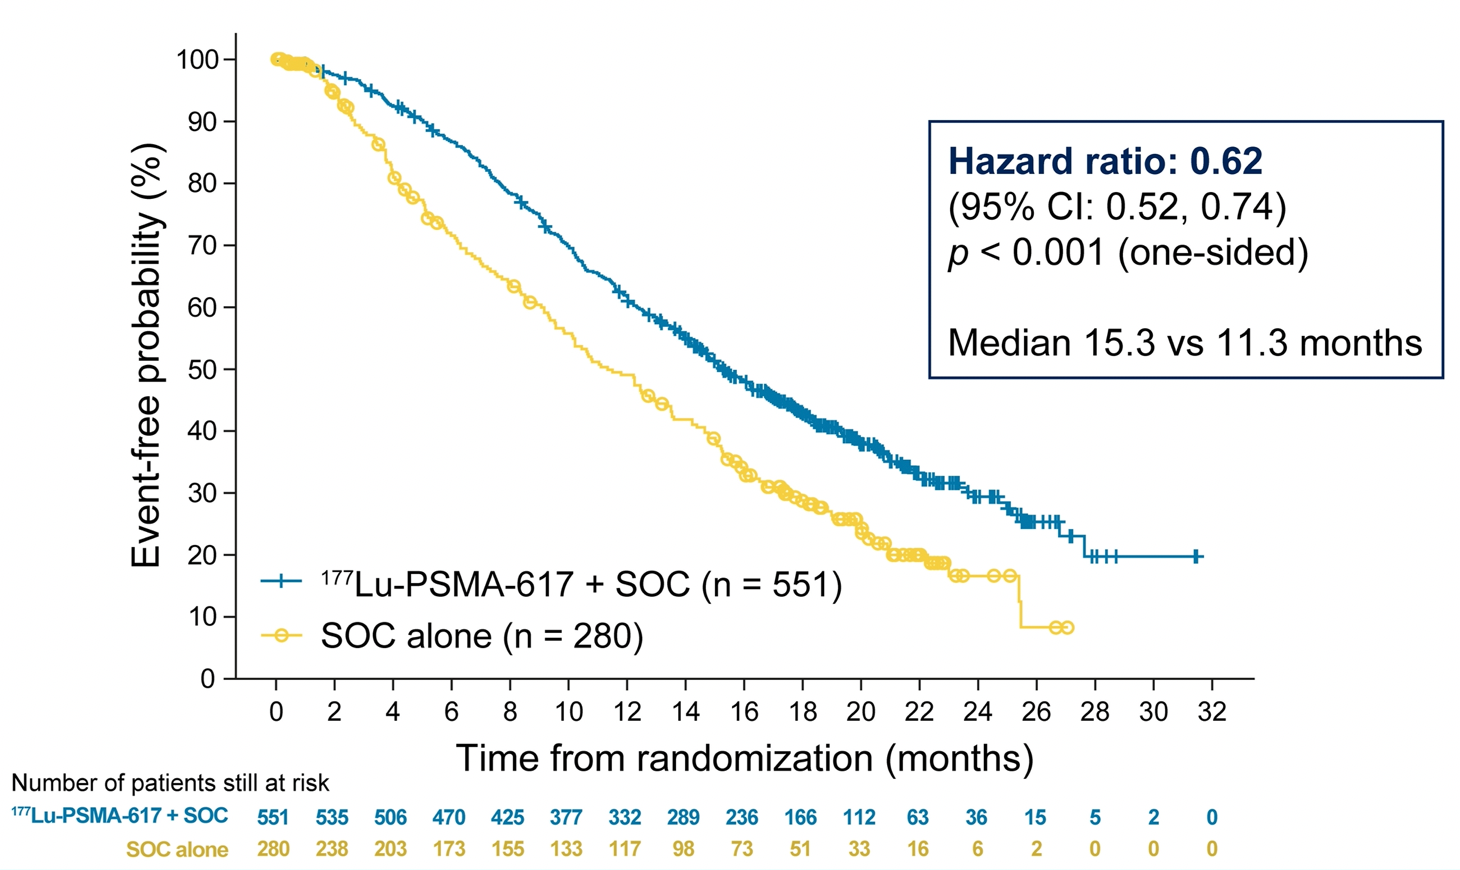 100
90
80
70
60
50
40
30
20
10
0
Event-free probability (%)
Hazard ratio: 0.62
(95% CI: 0.52, 0.74)
p < 0.001 (one-sided)
Median 15.3 vs 11.3 months
¹⁷⁷Lu-PSMA-617 + SOC (n = 551)
SOC alone (n = 280)
0 2 4 6 8 10 12 14 16 18 20 22 24 26 28 30 32
Time from randomization (months)
Number of patients still at risk
¹⁷⁷Lu-PSMA-617 + SOC 551 535 506 470 425 377 332 289 236 166 112 63 36 15 5 2 0
SOC alone 280 238 203 173 155 133 117 98 73 51 33 16 6 2 0 0 0